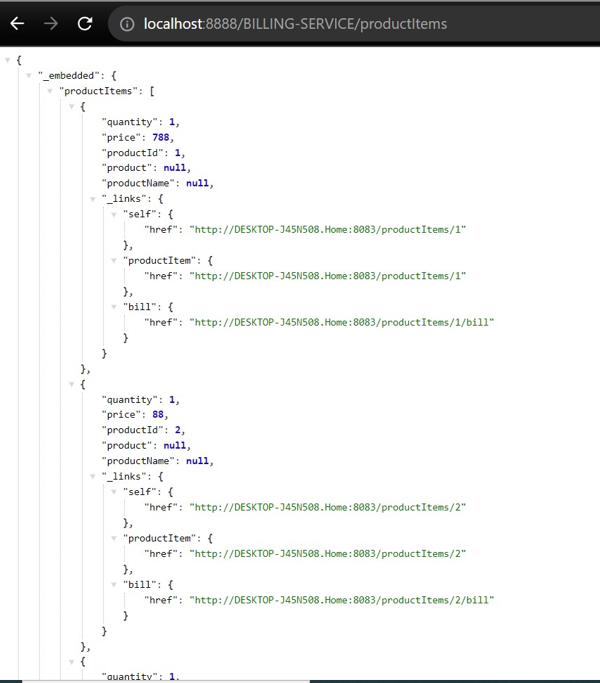 localhost:8888/BILLING-SERVICE/productItems
{
"_embedded": {
"productItems": [
{
"quantity": 1,
"price": 788,
"productId": 1,
"product": null,
"productName": null,
"_links": {
"self": {
"href": "http://DESKTOP-J45N508.Home:8083/productItems/1"
},
"productItem": {
"href": "http://DESKTOP-J45N508.Home:8083/productItems/1"
},
"bill": {
"href": "http://DESKTOP-J45N508.Home:8083/productItems/1/bill"
}
}
},
{
"quantity": 1,
"price": 88,
"productId": 2,
"product": null,
"productName": null,
"_links": {
"self": {
"href": "http://DESKTOP-J45N508.Home:8083/productItems/2"
},
"productItem": {
"href": "http://DESKTOP-J45N508.Home:8083/productItems/2"
},
"bill": {
"href": "http://DESKTOP-J45N508.Home:8083/productItems/2/bill"
}
}
},
{
"quantity": 1,